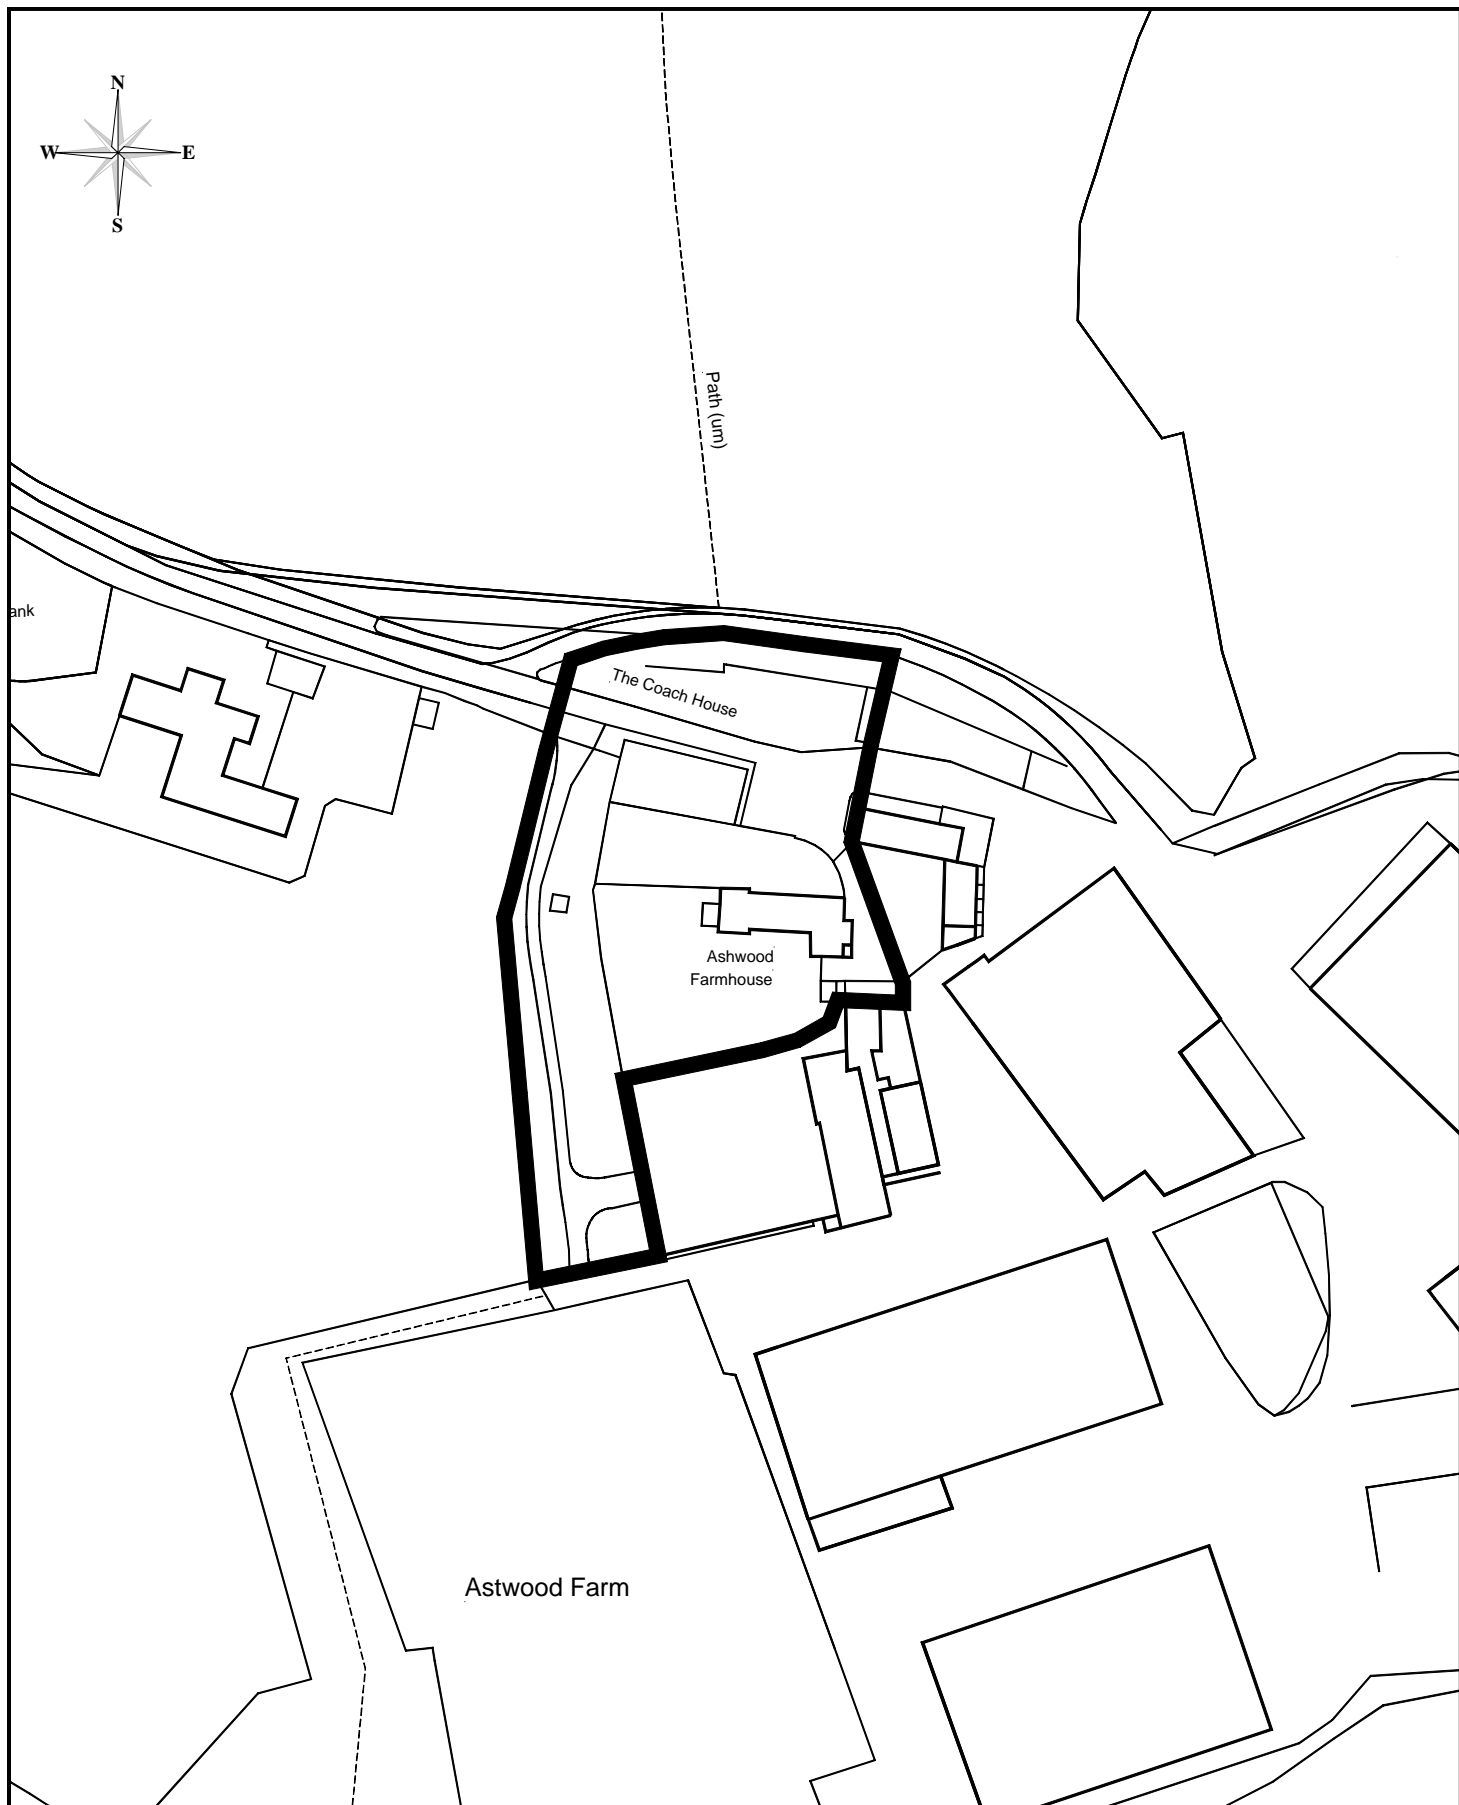 N
W E
S
Path (um)
ank
The Coach House
Ashwood
Farmhouse
Astwood Farm